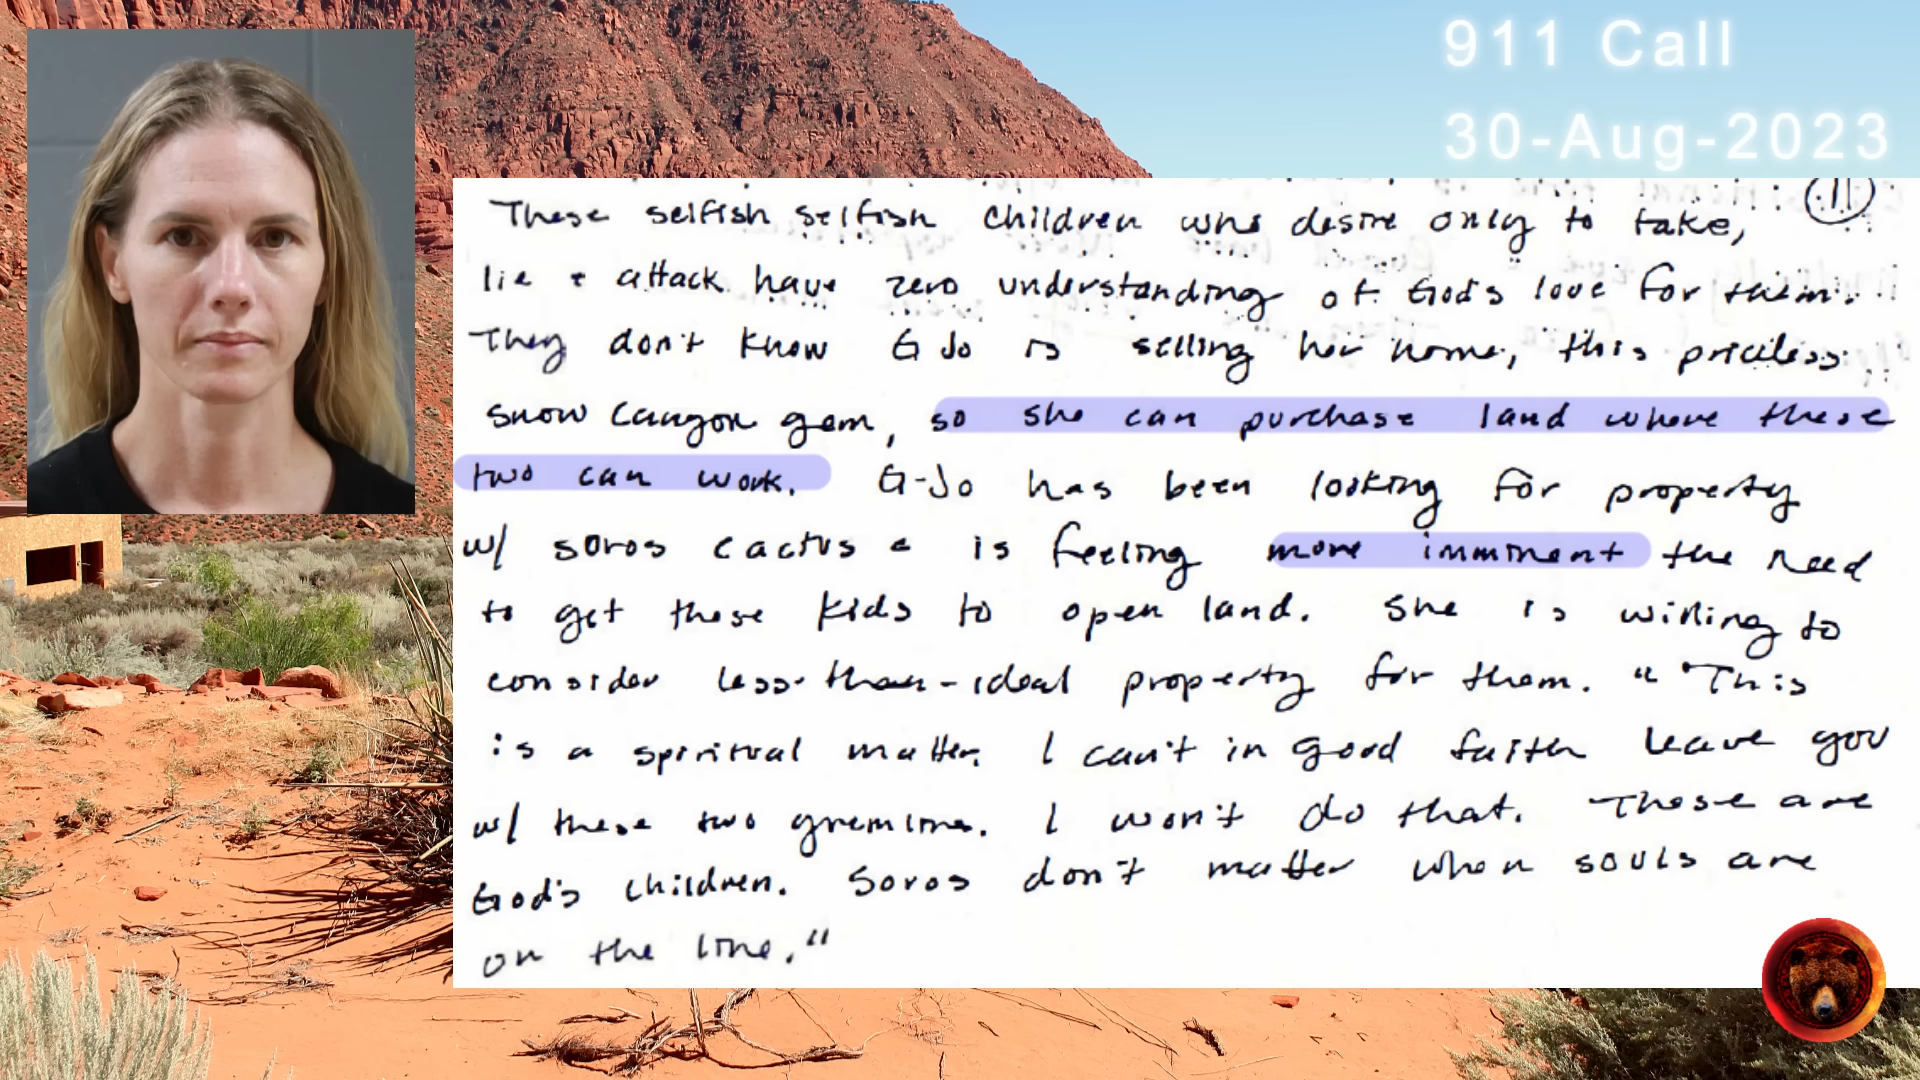 911 Call
30-Aug-2023
11
These selfish selfish children who desire only to take,
lie & attack have zero understanding of God's love for them.
They don't know G Jo is selling her home, this priceless
snow canyon gem, so she can purchase land where these
two can work. G-Jo has been looking for property
w/ soros cactus & is feeling more imminent the need
to get these kids to open land. She is willing to
consider less-than-ideal property for them. " "This
is a spiritual matter. I can't in good faith leave you
w/ these two gremlins. I won't do that. These are
God's children. Soros don't matter when souls are
on the line."